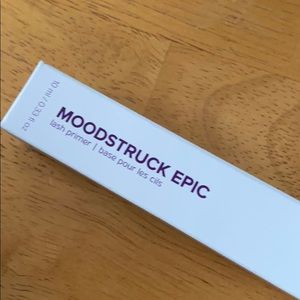 MOODSTRUCK EPIC
lash primer | base pour les cils
10 ml / 0.33 fl oz